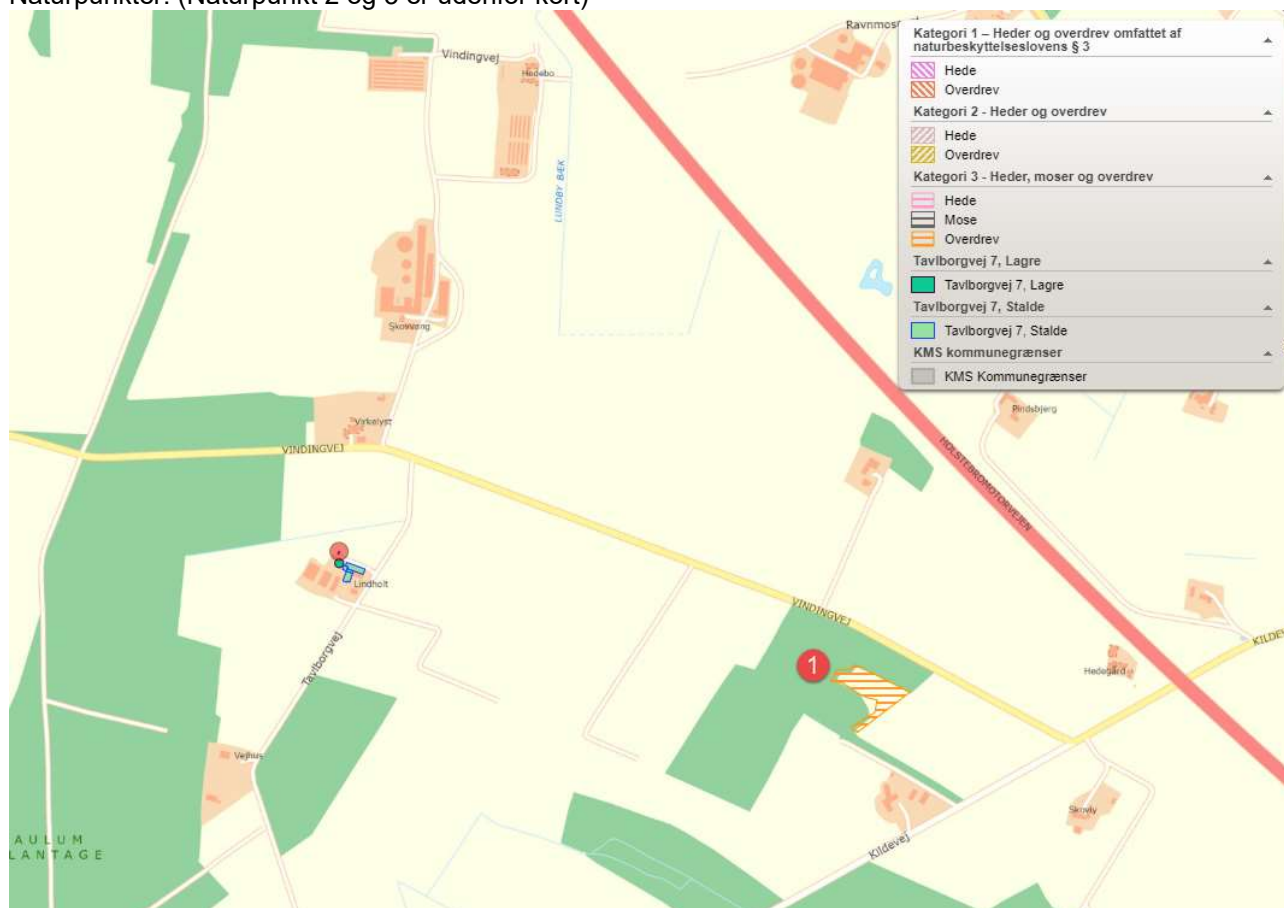 Naturpunkter: (Naturpunkt 2 og 3 er udenfor kort)
Kategori 1 – Heder og overdrev omfattet af
naturbeskyttelseslovens § 3
Hede
Overdrev
Kategori 2 - Heder og overdrev
Hede
Overdrev
Kategori 3 - Heder, moser og overdrev
Hede
Mose
Overdrev
Tavlborgvej 7, Lagre
Tavlborgvej 7, Lagre
Tavlborgvej 7, Stalde
Tavlborgvej 7, Stalde
KMS kommunegrænser
KMS Kommunegrænser
Vindingvej
Hedebo
LUNDBY BÆK
Skovvang
Virkelyst
VINDINGVEJ
Pindsbjerg
HOLSTEBROMOTORVEJEN
Lindholt
VINDINGVEJ
Tavlborgvej
1
Hedegård
Vejhus
Skovly
Kildevej
AULUM
LANTAGE